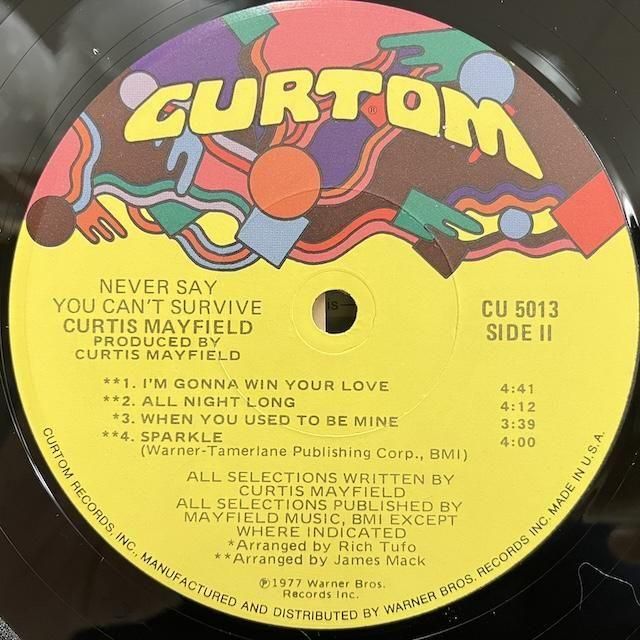 CURTOM®
NEVER SAY
YOU CAN'T SURVIVE
CURTIS MAYFIELD
PRODUCED BY
CURTIS MAYFIELD
CU 5013
SIDE II
**1. I'M GONNA WIN YOUR LOVE 4:41
**2. ALL NIGHT LONG 4:12
*3. WHEN YOU USED TO BE MINE 3:39
**4. SPARKLE 4:00
(Warner-Tamerlane Publishing Corp., BMI)
ALL SELECTIONS WRITTEN BY
CURTIS MAYFIELD
ALL SELECTIONS PUBLISHED BY
MAYFIELD MUSIC, BMI EXCEPT
WHERE INDICATED
*Arranged by Rich Tufo
**Arranged by James Mack
℗1977 Warner Bros.
Records Inc.
CURTOM RECORDS, INC. MANUFACTURED AND DISTRIBUTED BY WARNER BROS. RECORDS INC. MADE IN U.S.A.